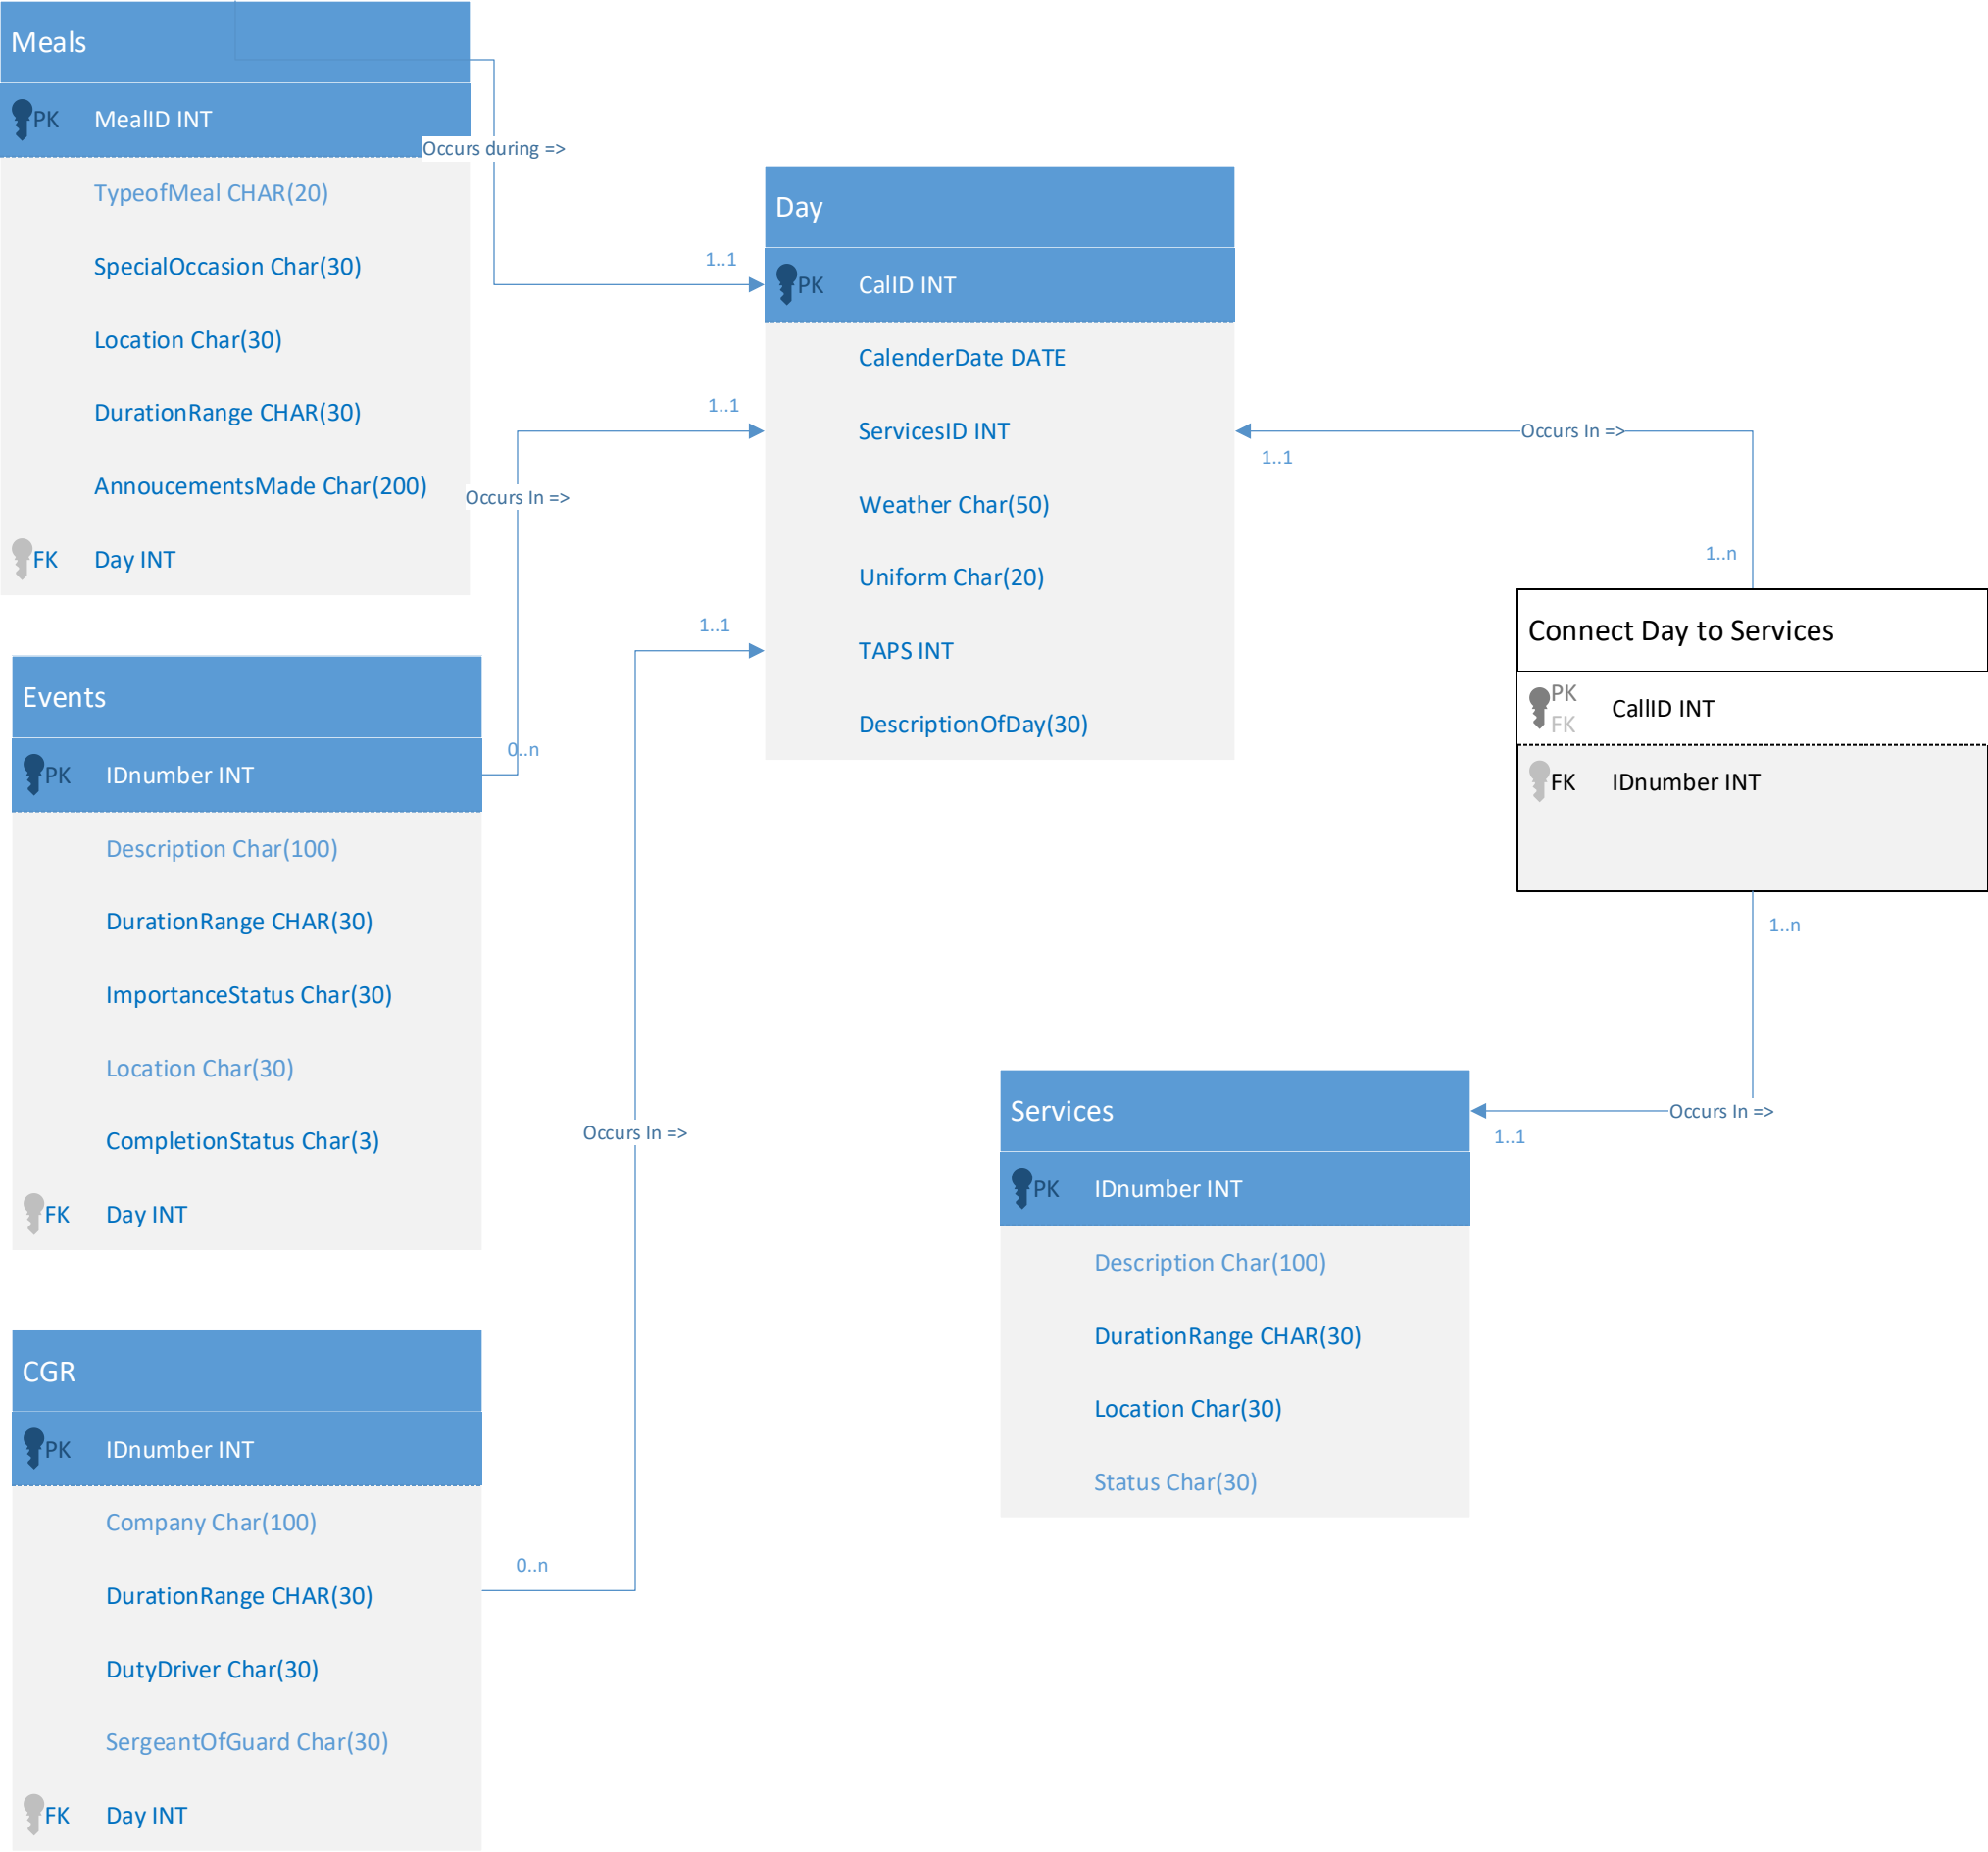 Meals
PK MealID INT
TypeofMeal CHAR(20)
SpecialOccasion Char(30)
Location Char(30)
DurationRange CHAR(30)
AnnoucementsMade Char(200)
FK Day INT
Occurs during =>
1..1
Day
PK CalID INT
CalenderDate DATE
ServicesID INT
Weather Char(50)
Uniform Char(20)
TAPS INT
DescriptionOfDay(30)
1..1
Occurs In =>
0..n
1..1
Occurs In =>
1..1
1..n
Connect Day to Services
PK
FK
CallID INT
FK IDnumber INT
1..n
Occurs In =>
1..1
Events
PK IDnumber INT
Description Char(100)
DurationRange CHAR(30)
ImportanceStatus Char(30)
Location Char(30)
CompletionStatus Char(3)
FK Day INT
Occurs In =>
0..n
Services
PK IDnumber INT
Description Char(100)
DurationRange CHAR(30)
Location Char(30)
Status Char(30)
CGR
PK IDnumber INT
Company Char(100)
DurationRange CHAR(30)
DutyDriver Char(30)
SergeantOfGuard Char(30)
FK Day INT